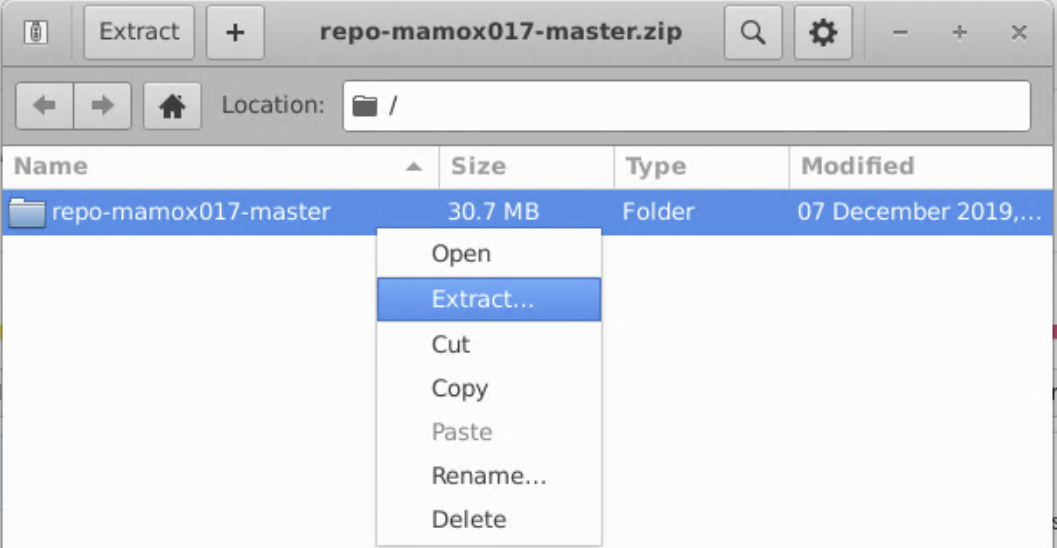 Extract + repo-mamox017-master.zip
Location: /
Name Size Type Modified
repo-mamox017-master 30.7 MB Folder 07 December 2019,...
Open
Extract...
Cut
Copy
Paste
Rename...
Delete